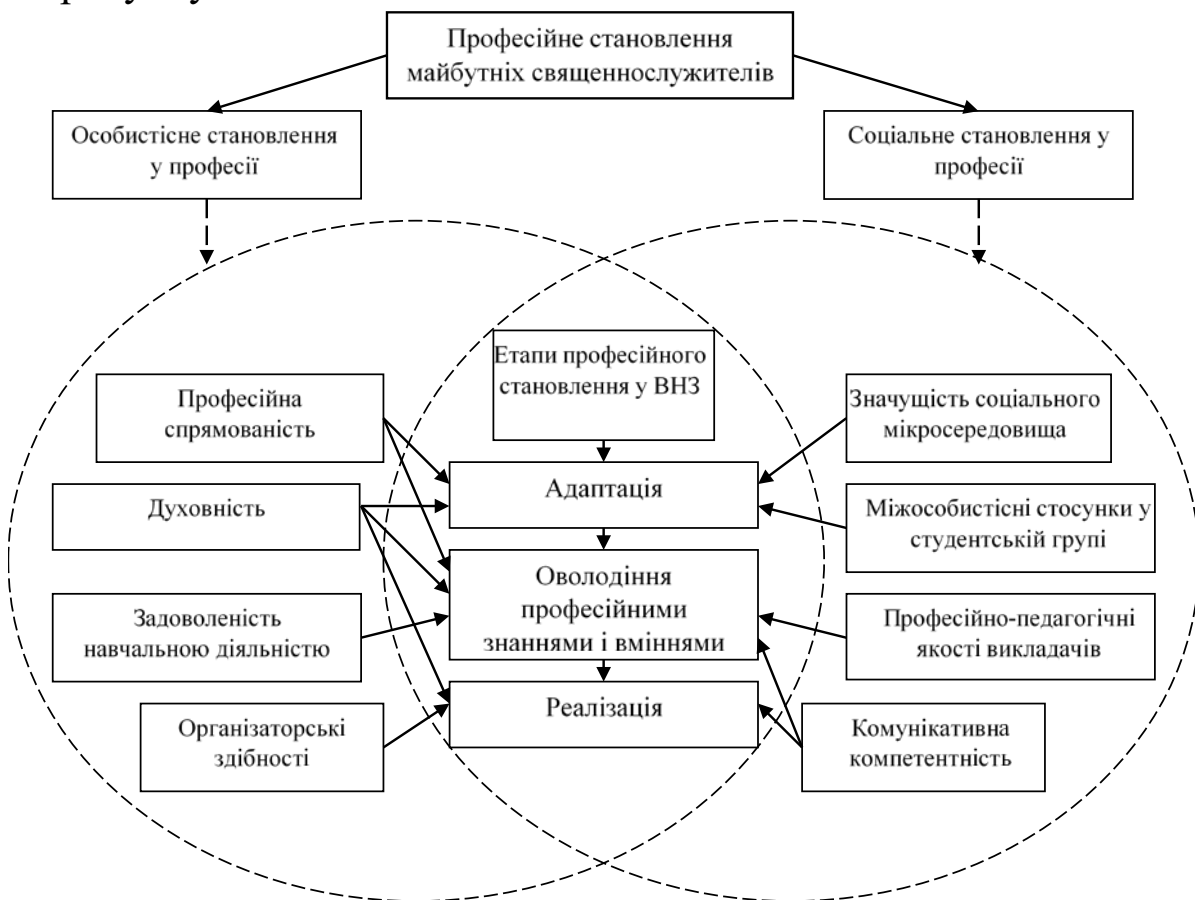 Професійне становлення
майбутніх священнослужителів
Особистісне становлення
у професії
Соціальне становлення у
професії
Етапи професійного
становлення у ВНЗ
Професійна
спрямованість
Значущість соціального
мікросередовища
Адаптація
Духовність
Міжособистісні стосунки у
студентській групі
Оволодіння
професійними
знаннями і вміннями
Задоволеність
навчальною діяльністю
Професійно-педагогічні
якості викладачів
Реалізація
Організаторські
здібності
Комунікативна
компетентність